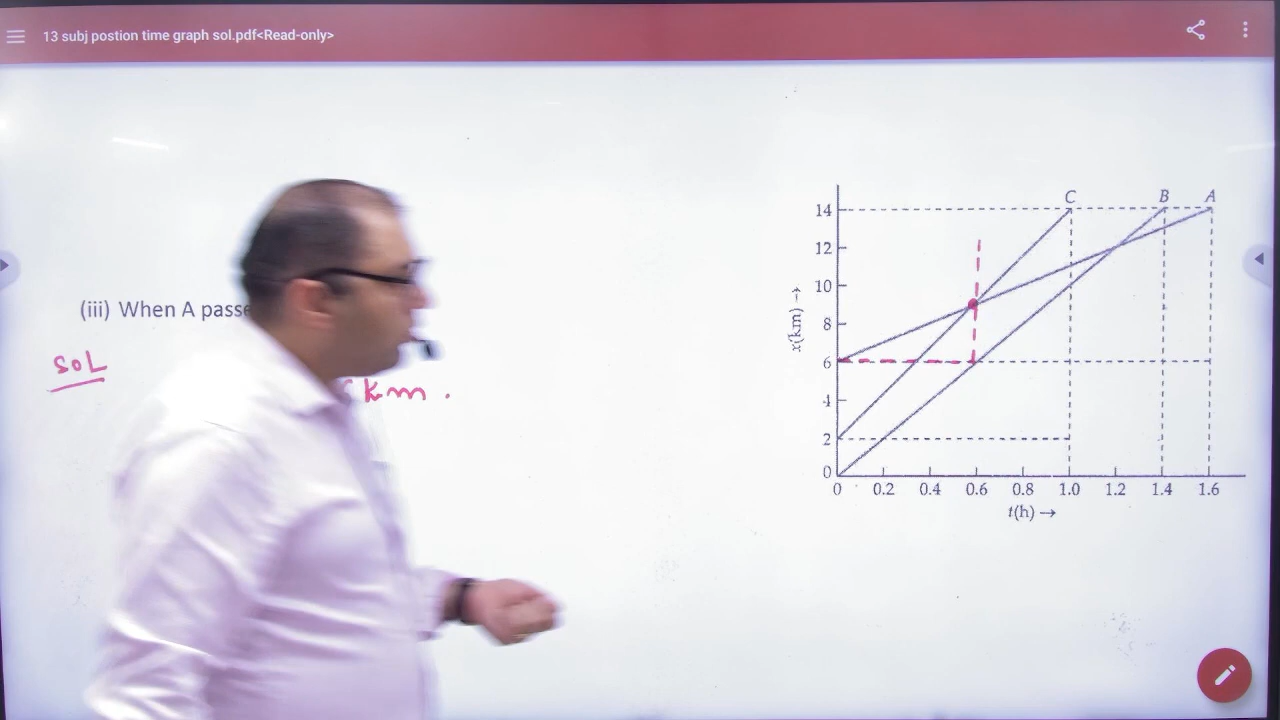 13 subj postion time graph sol.pdf<Read-only>
(iii) When A passe
SOL
km.
C B A
14
12
10
8
6
4
2
0
x(km) →
0 0.2 0.4 0.6 0.8 1.0 1.2 1.4 1.6
t(h) →